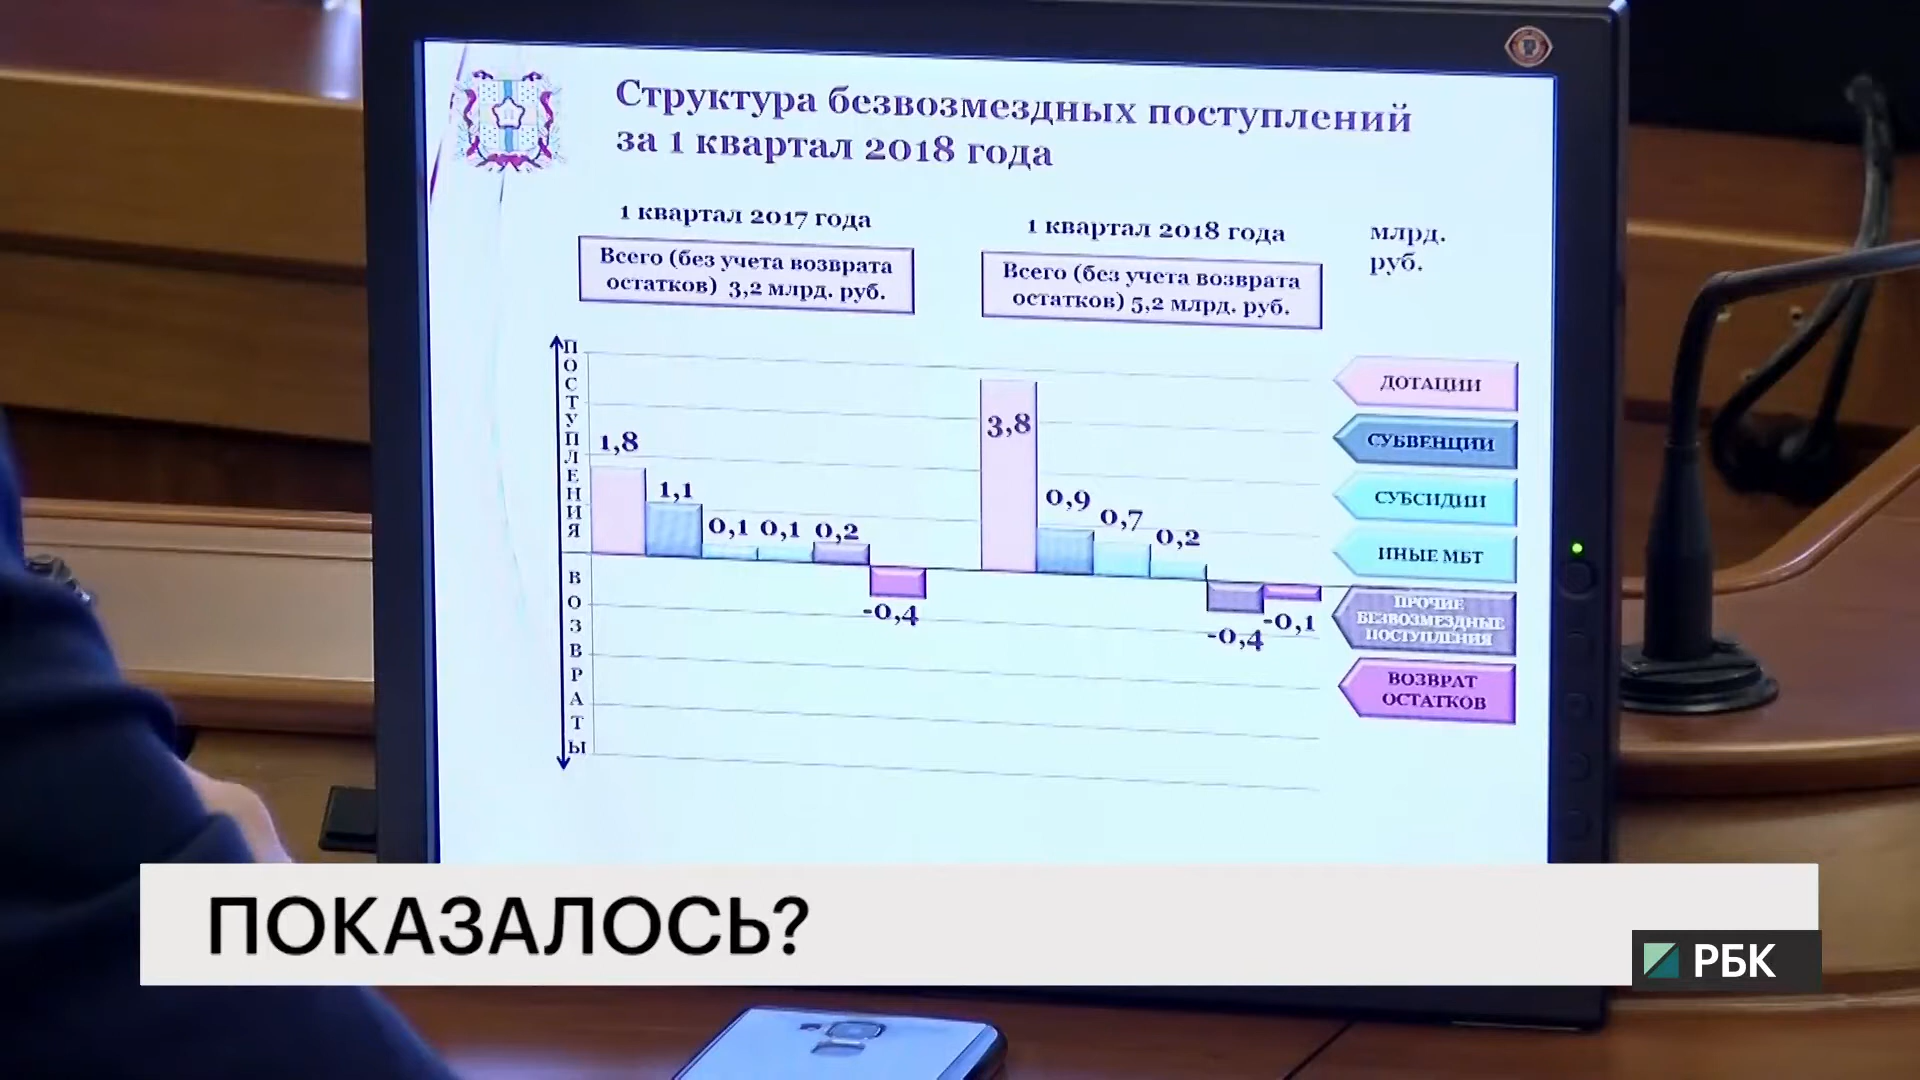 Структура безвозмездных поступлений
за 1 квартал 2018 года
1 квартал 2017 года
1 квартал 2018 года
млрд.
руб.
Всего (без учета возврата
остатков) 3,2 млрд. руб.
Всего (без учета возврата
остатков) 5,2 млрд. руб.
ПОСТУПЛЕНИЯ
ВОЗВРАТЫ
1,8
1,1
0,1
0,1
0,2
-0,4
3,8
0,9
0,7
0,2
-0,4
-0,1
ДОТАЦИИ
СУБВЕНЦИИ
СУБСИДИИ
ИНЫЕ МБТ
ПРОЧИЕ
БЕЗВОЗМЕЗДНЫЕ
ПОСТУПЛЕНИЯ
ВОЗВРАТ
ОСТАТКОВ
ПОКАЗАЛОСЬ?
РБК